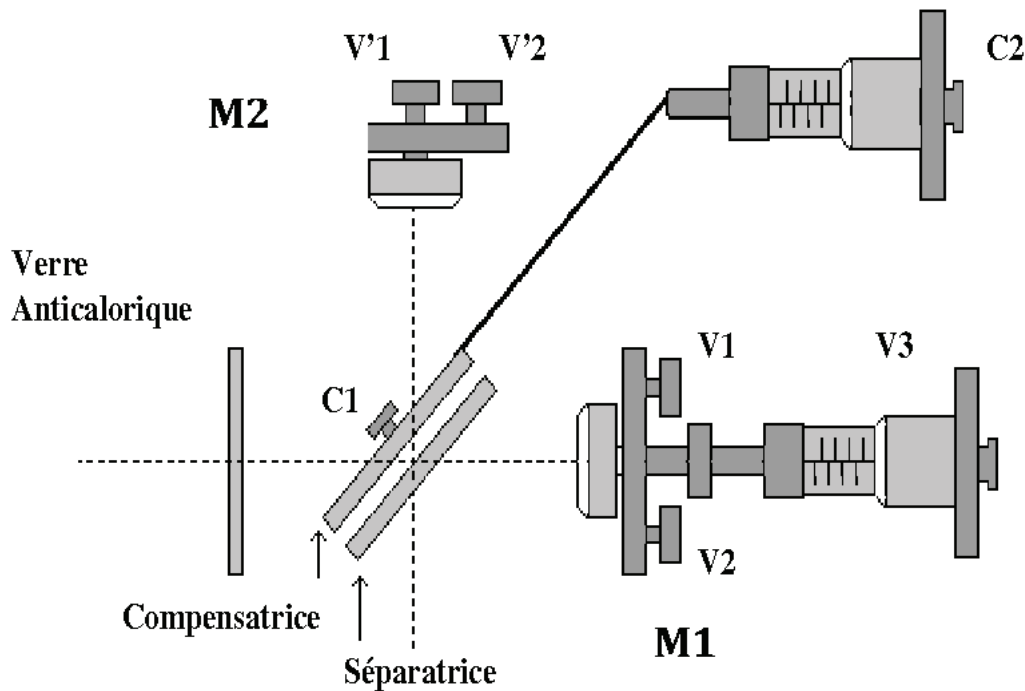 V'1
V'2
C2
M2
Verre
Anticalorique
C1
V1
V3
V2
Compensatrice
Séparatrice
M1